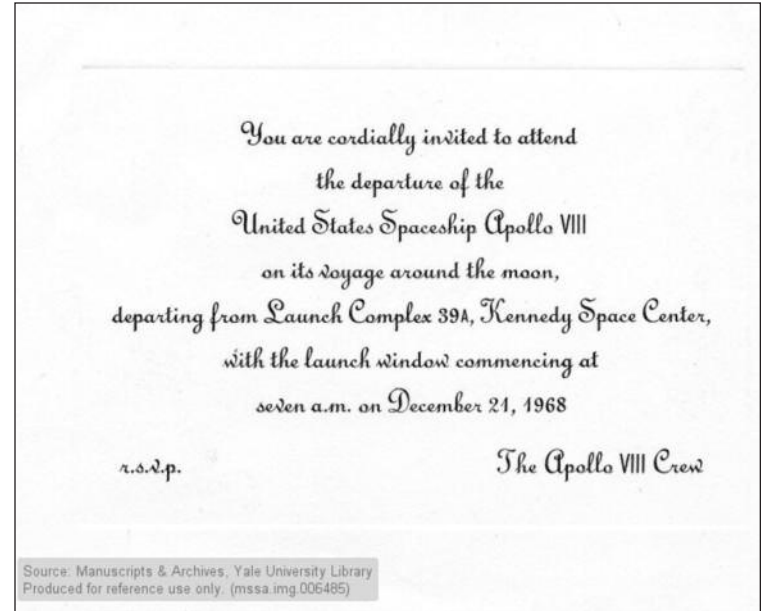 You are cordially invited to attend
the departure of the
United States Spaceship Apollo VIII
on its voyage around the moon,
departing from Launch Complex 39A, Kennedy Space Center,
with the launch window commencing at
seven a.m. on December 21, 1968
r.s.v.p. The Apollo VIII Crew
Source: Manuscripts & Archives, Yale University Library
Produced for reference use only. (mssa.img.006485)